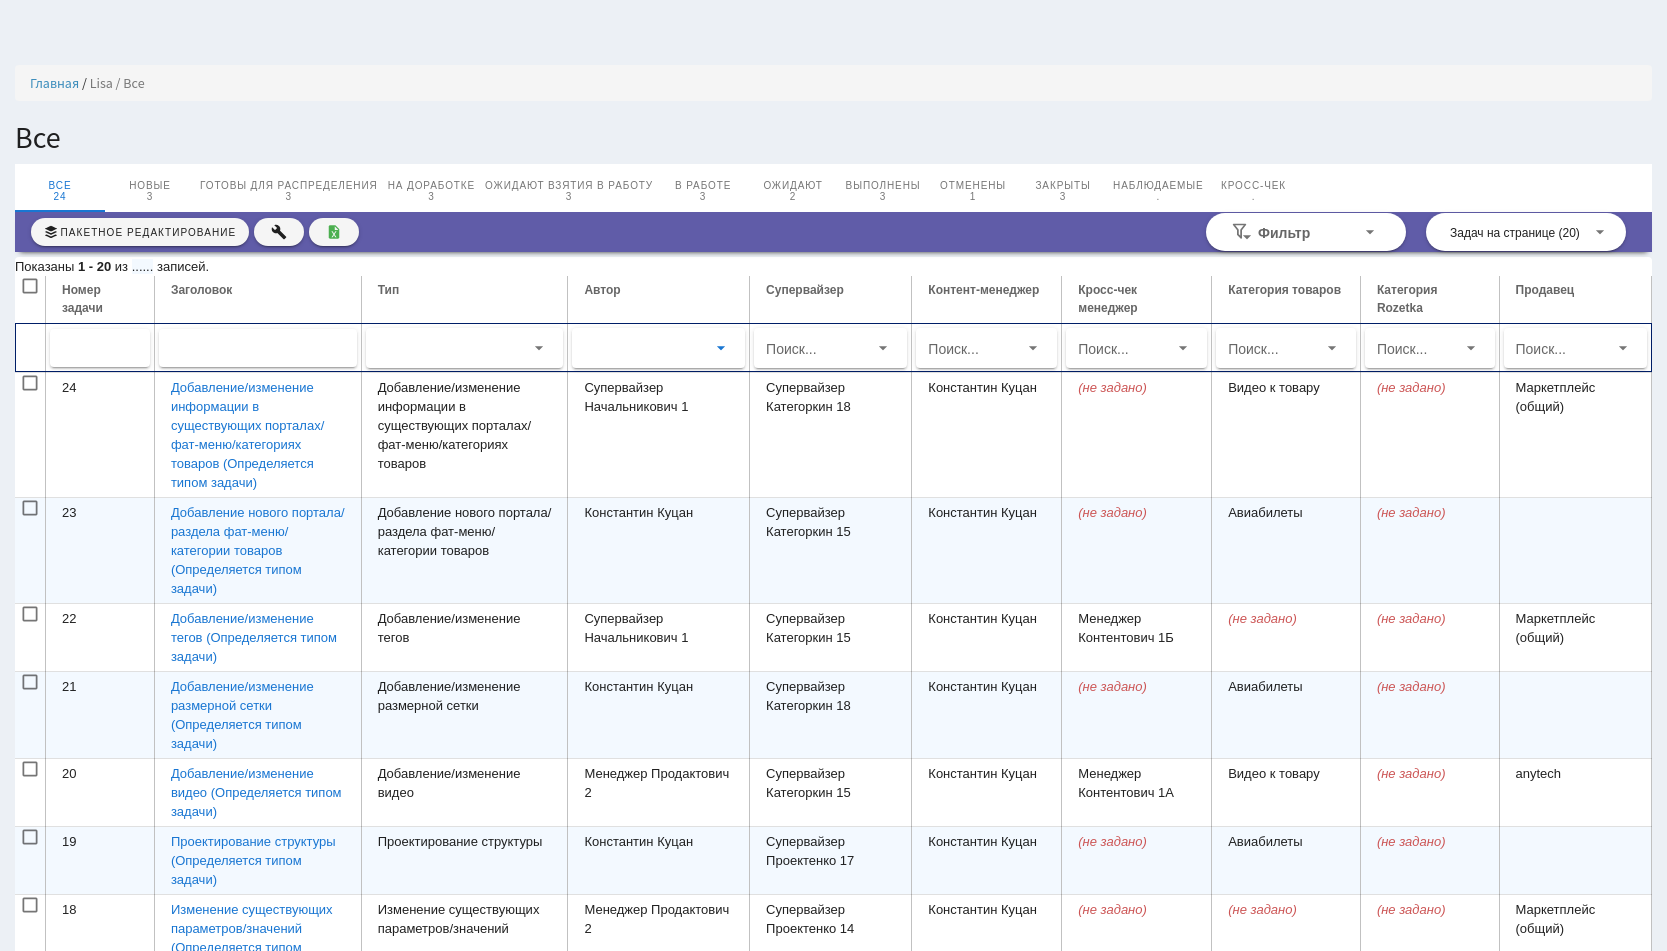 Главная / Lisa / Все
Все
ВСЕ НОВЫЕ ГОТОВЫ ДЛЯ РАСПРЕДЕЛЕНИЯ НА ДОРАБОТКЕ ОЖИДАЮТ ВЗЯТИЯ В РАБОТУ В РАБОТЕ ОЖИДАЮТ ВЫПОЛНЕНЫ ОТМЕНЕНЫ ЗАКРЫТЫ НАБЛЮДАЕМЫЕ КРОСС-ЧЕК
24 3 3 3 3 3 2 3 1 3 . .
ПАКЕТНОЕ РЕДАКТИРОВАНИЕ Фильтр Задач на странице (20)
Показаны 1 - 20 из ...... записей.
Номер Заголовок Тип Автор Супервайзер Контент-менеджер Кросс-чек Категория товаров Категория Продавец
задачи менеджер Rozetka
Поиск... Поиск... Поиск... Поиск... Поиск... Поиск...
24 Добавление/изменение Добавление/изменение Супервайзер Супервайзер Константин Куцан (не задано) Видео к товару (не задано) Маркетплейс
информации в информации в Начальникович 1 Категоркин 18 (общий)
существующих порталах/ существующих порталах/
фат-меню/категориях фат-меню/категориях
товаров (Определяется товаров
типом задачи)
23 Добавление нового портала/ Добавление нового портала/ Константин Куцан Супервайзер Константин Куцан (не задано) Авиабилеты (не задано)
раздела фат-меню/ раздела фат-меню/ Категоркин 15
категории товаров категории товаров
(Определяется типом
задачи)
22 Добавление/изменение Добавление/изменение Супервайзер Супервайзер Константин Куцан Менеджер (не задано) (не задано) Маркетплейс
тегов (Определяется типом тегов Начальникович 1 Категоркин 15 Контентович 1Б (общий)
задачи)
21 Добавление/изменение Добавление/изменение Константин Куцан Супервайзер Константин Куцан (не задано) Авиабилеты (не задано)
размерной сетки размерной сетки Категоркин 18
(Определяется типом
задачи)
20 Добавление/изменение Добавление/изменение Менеджер Продактович Супервайзер Константин Куцан Менеджер Видео к товару (не задано) anytech
видео (Определяется типом видео 2 Категоркин 15 Контентович 1А
задачи)
19 Проектирование структуры Проектирование структуры Константин Куцан Супервайзер Константин Куцан (не задано) Авиабилеты (не задано)
(Определяется типом Проектенко 17
задачи)
18 Изменение существующих Изменение существующих Менеджер Продактович Супервайзер Константин Куцан (не задано) (не задано) (не задано) Маркетплейс
параметров/значений параметров/значений 2 Проектенко 14 (общий)
(Определяется типом